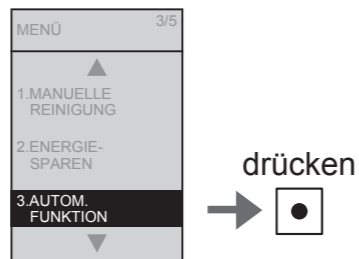 MENÜ 3/5
1.MANUELLE
REINIGUNG
2.ENERGIE-
SPAREN
3.AUTOM.
FUNKTION
drücken